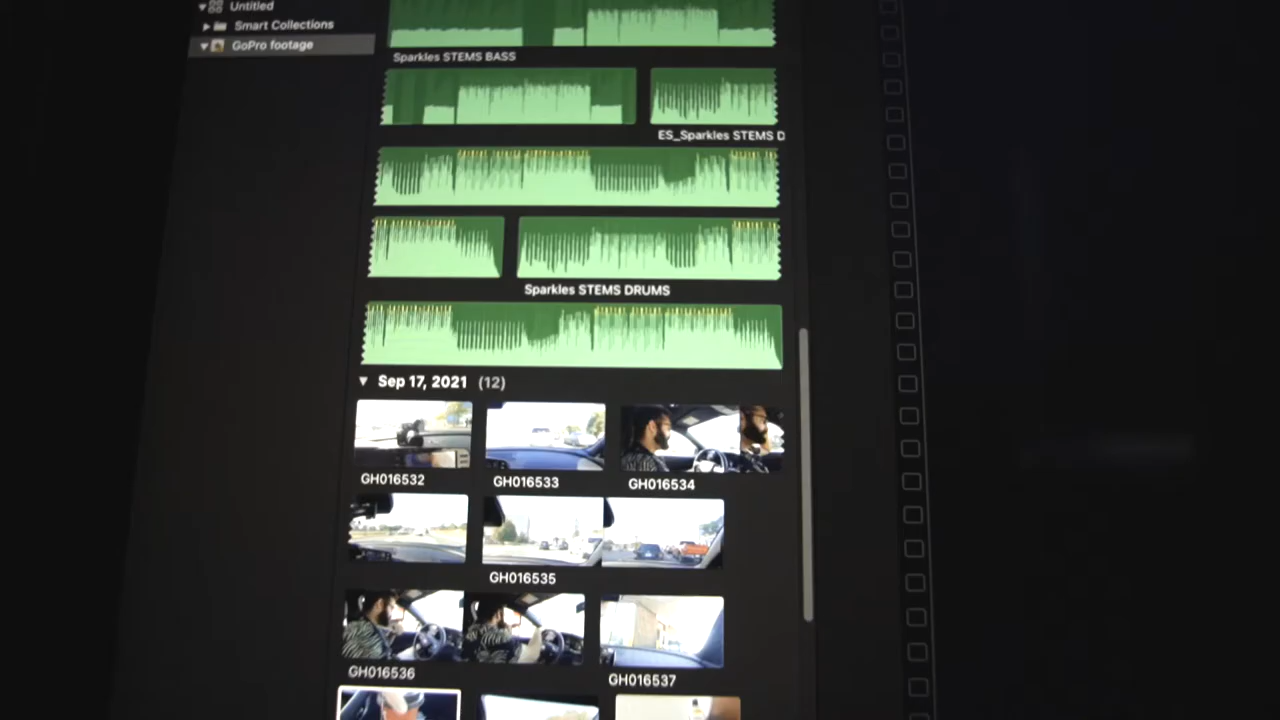 Untitled
Smart Collections
GoPro footage
Sparkles STEMS BASS
ES_Sparkles STEMS D
Sparkles STEMS DRUMS
Sep 17, 2021 (12)
GH016532
GH016533
GH016534
GH016535
GH016536
GH016537